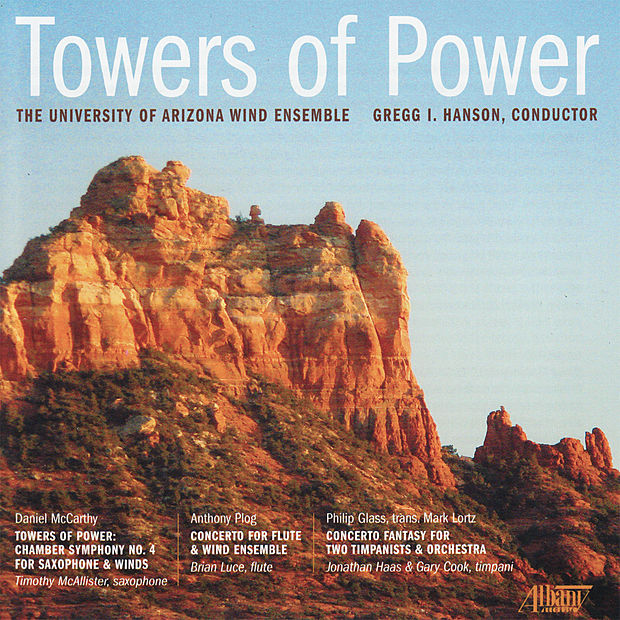 Towers of Power
THE UNIVERSITY OF ARIZONA WIND ENSEMBLE GREGG I. HANSON, CONDUCTOR
Daniel McCarthy
TOWERS OF POWER:
CHAMBER SYMPHONY NO. 4
FOR SAXOPHONE & WINDS
Timothy McAllister, saxophone
Anthony Plog
CONCERTO FOR FLUTE
& WIND ENSEMBLE
Brian Luce, flute
Philip Glass, trans. Mark Lortz
CONCERTO FANTASY FOR
TWO TIMPANISTS & ORCHESTRA
Jonathan Haas & Gary Cook, timpani
Albany
RECORDS